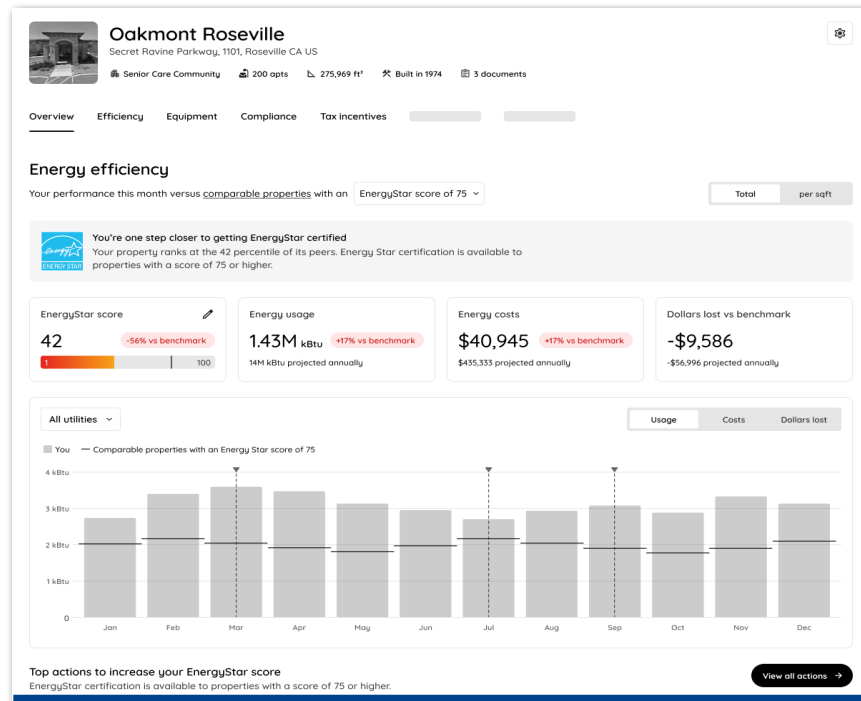 Oakmont Roseville
Secret Ravine Parkway, 1101, Roseville CA US
Senior Care Community 200 apts 275,969 ft² Built in 1974 3 documents
Overview Efficiency Equipment Compliance Tax incentives
Energy efficiency
Your performance this month versus comparable properties with an EnergyStar score of 75
Total per sqft
You're one step closer to getting EnergyStar certified
Your property ranks at the 42 percentile of its peers. Energy Star certification is available to
properties with a score of 75 or higher.
energy
ENERGY STAR
EnergyStar score
42 -56% vs benchmark
1 100
Energy usage
1.43M kBtu +17% vs benchmark
14M kBtu projected annually
Energy costs
$40,945 +17% vs benchmark
$435,333 projected annually
Dollars lost vs benchmark
-$9,586
-$56,996 projected annually
All utilities
Usage Costs Dollars lost
You Comparable properties with an Energy Star score of 75
4 kBtu
3 kBtu
2 kBtu
1 kBtu
0
Jan Feb Mar Apr May Jun Jul Aug Sep Oct Nov Dec
Top actions to increase your EnergyStar score
EnergyStar certification is available to properties with a score of 75 or higher.
View all actions →